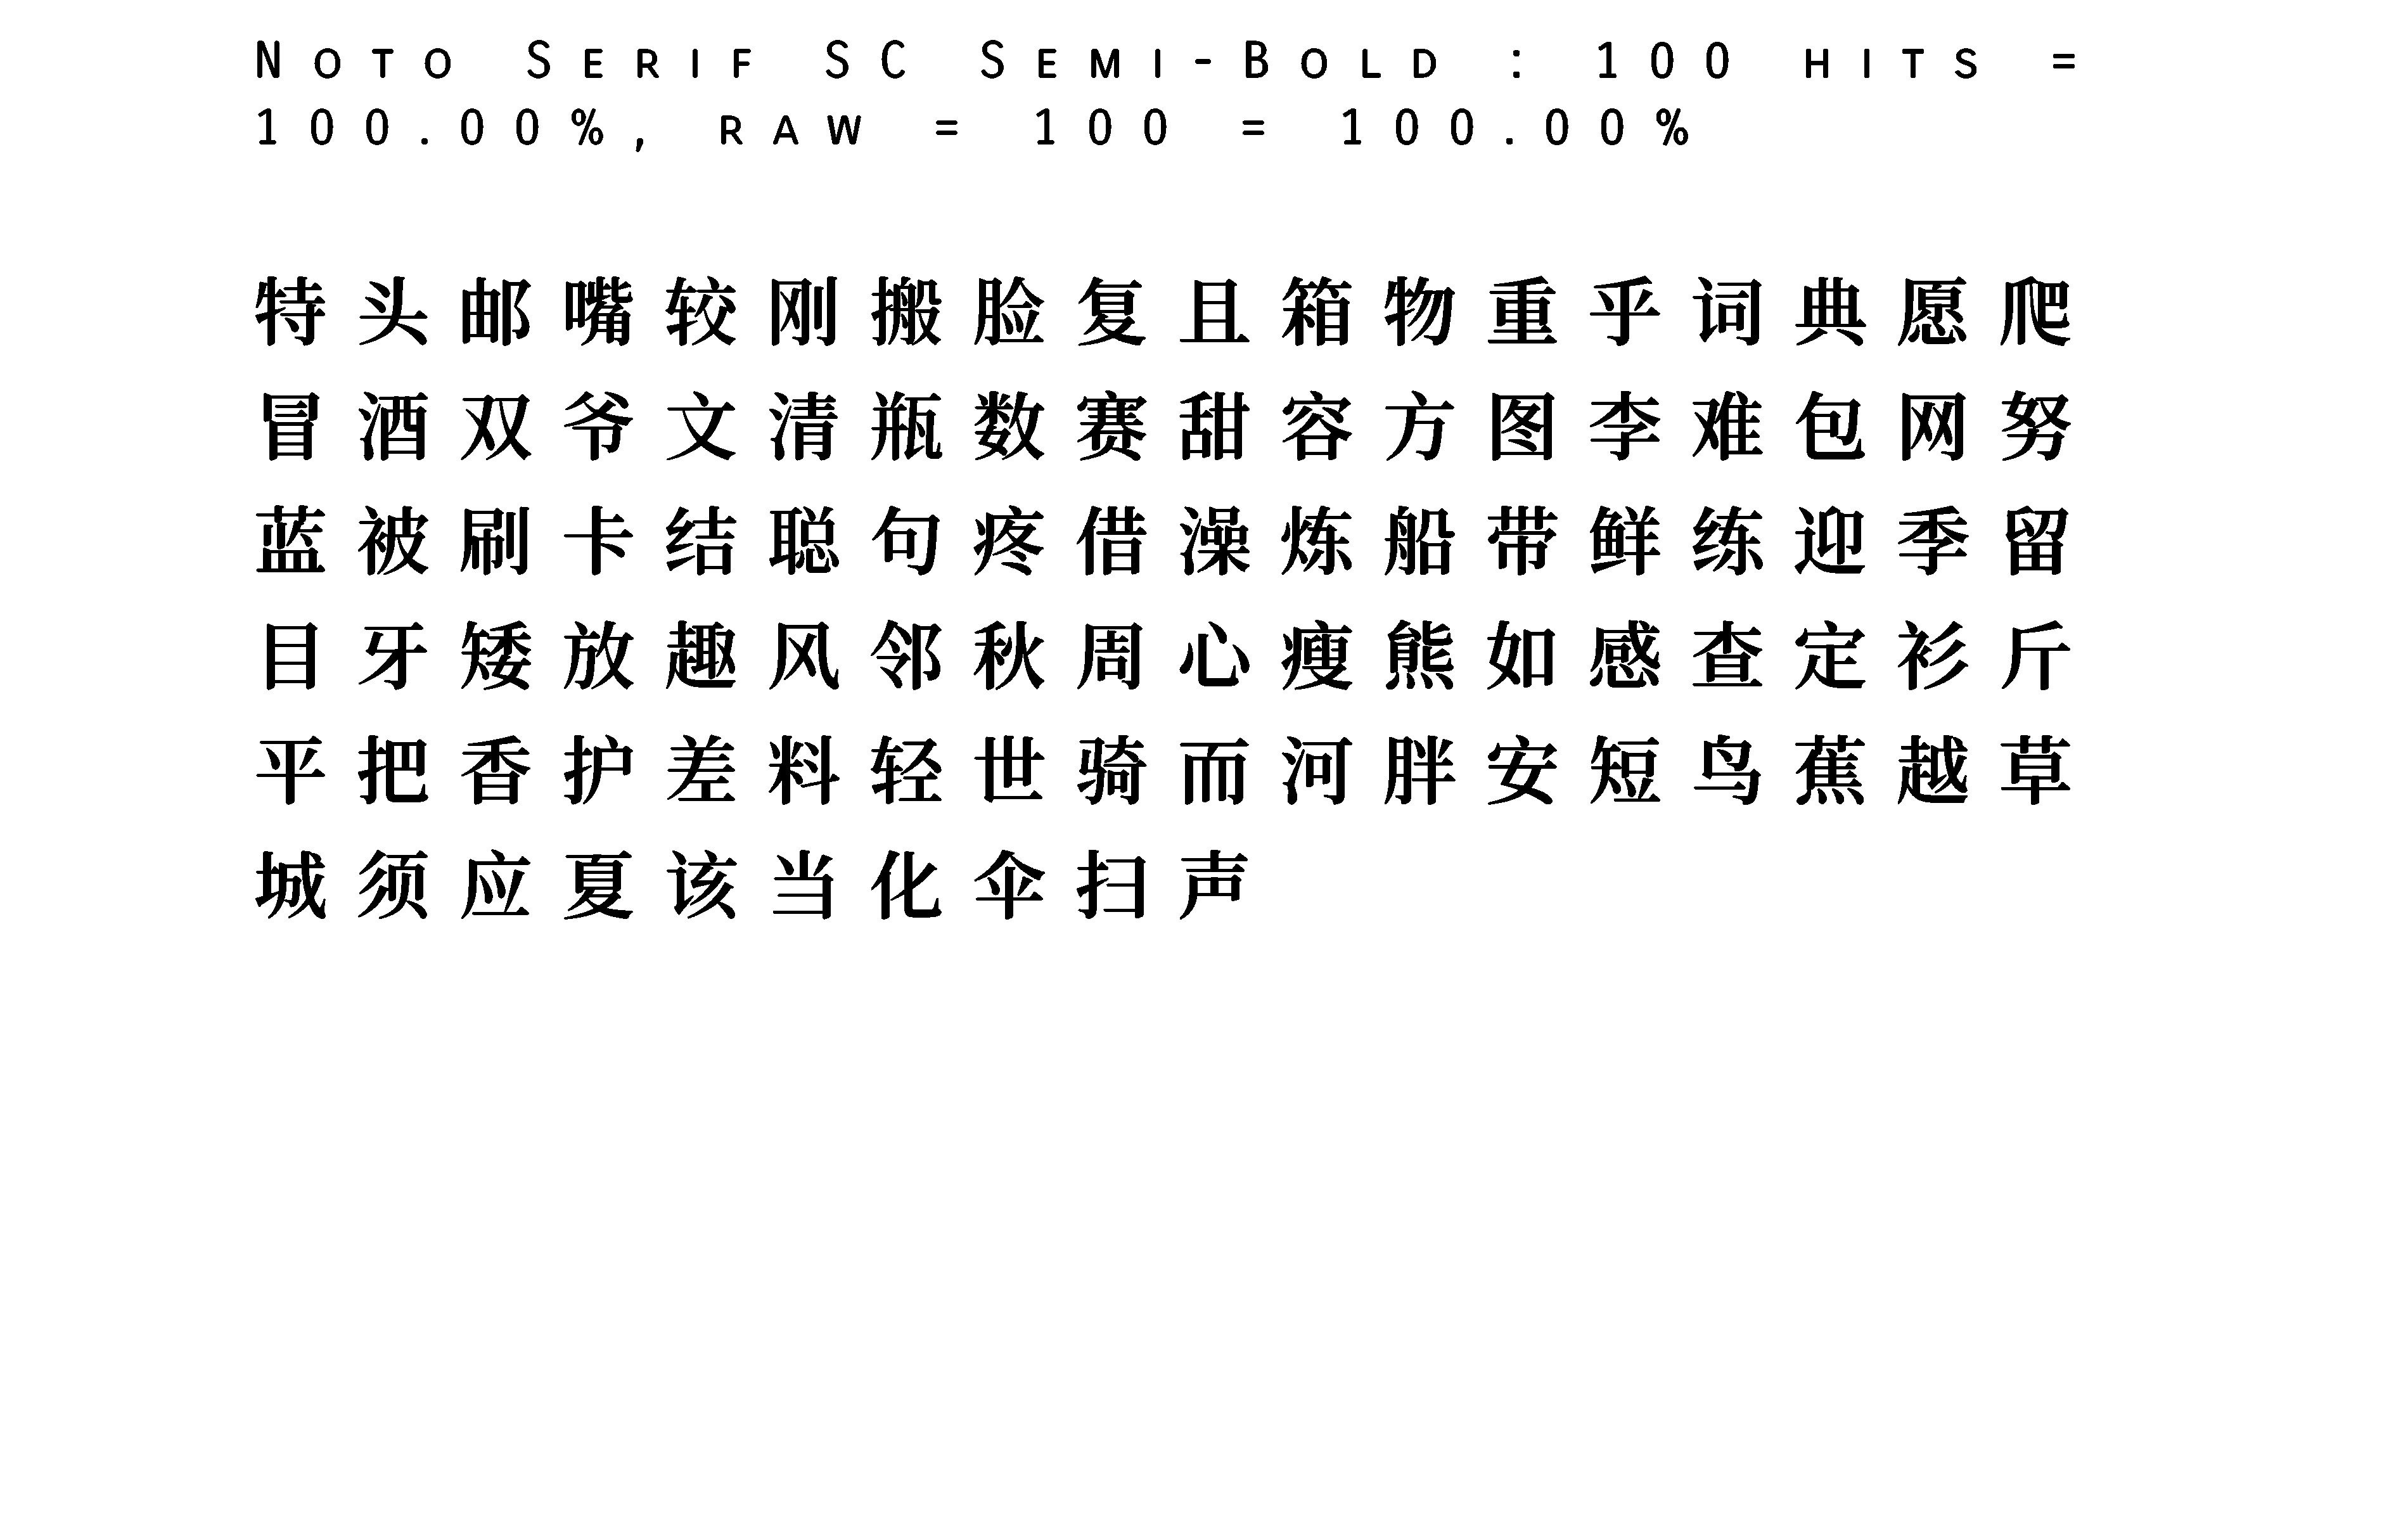 Noto Serif SC Semi-Bold : 100 hits =
100.00%, raw = 100 = 100.00%
特头邮嘴较刚搬脸复且箱物重乎词典愿爬
冒酒双爷文清瓶数赛甜容方图李难包网努
蓝被刷卡结聪句疼借澡炼船带鲜练迎季留
目牙矮放趣风邻秋周心瘦熊如感查定衫斤
平把香护差料轻世骑而河胖安短鸟蕉越草
城须应夏该当化伞扫声